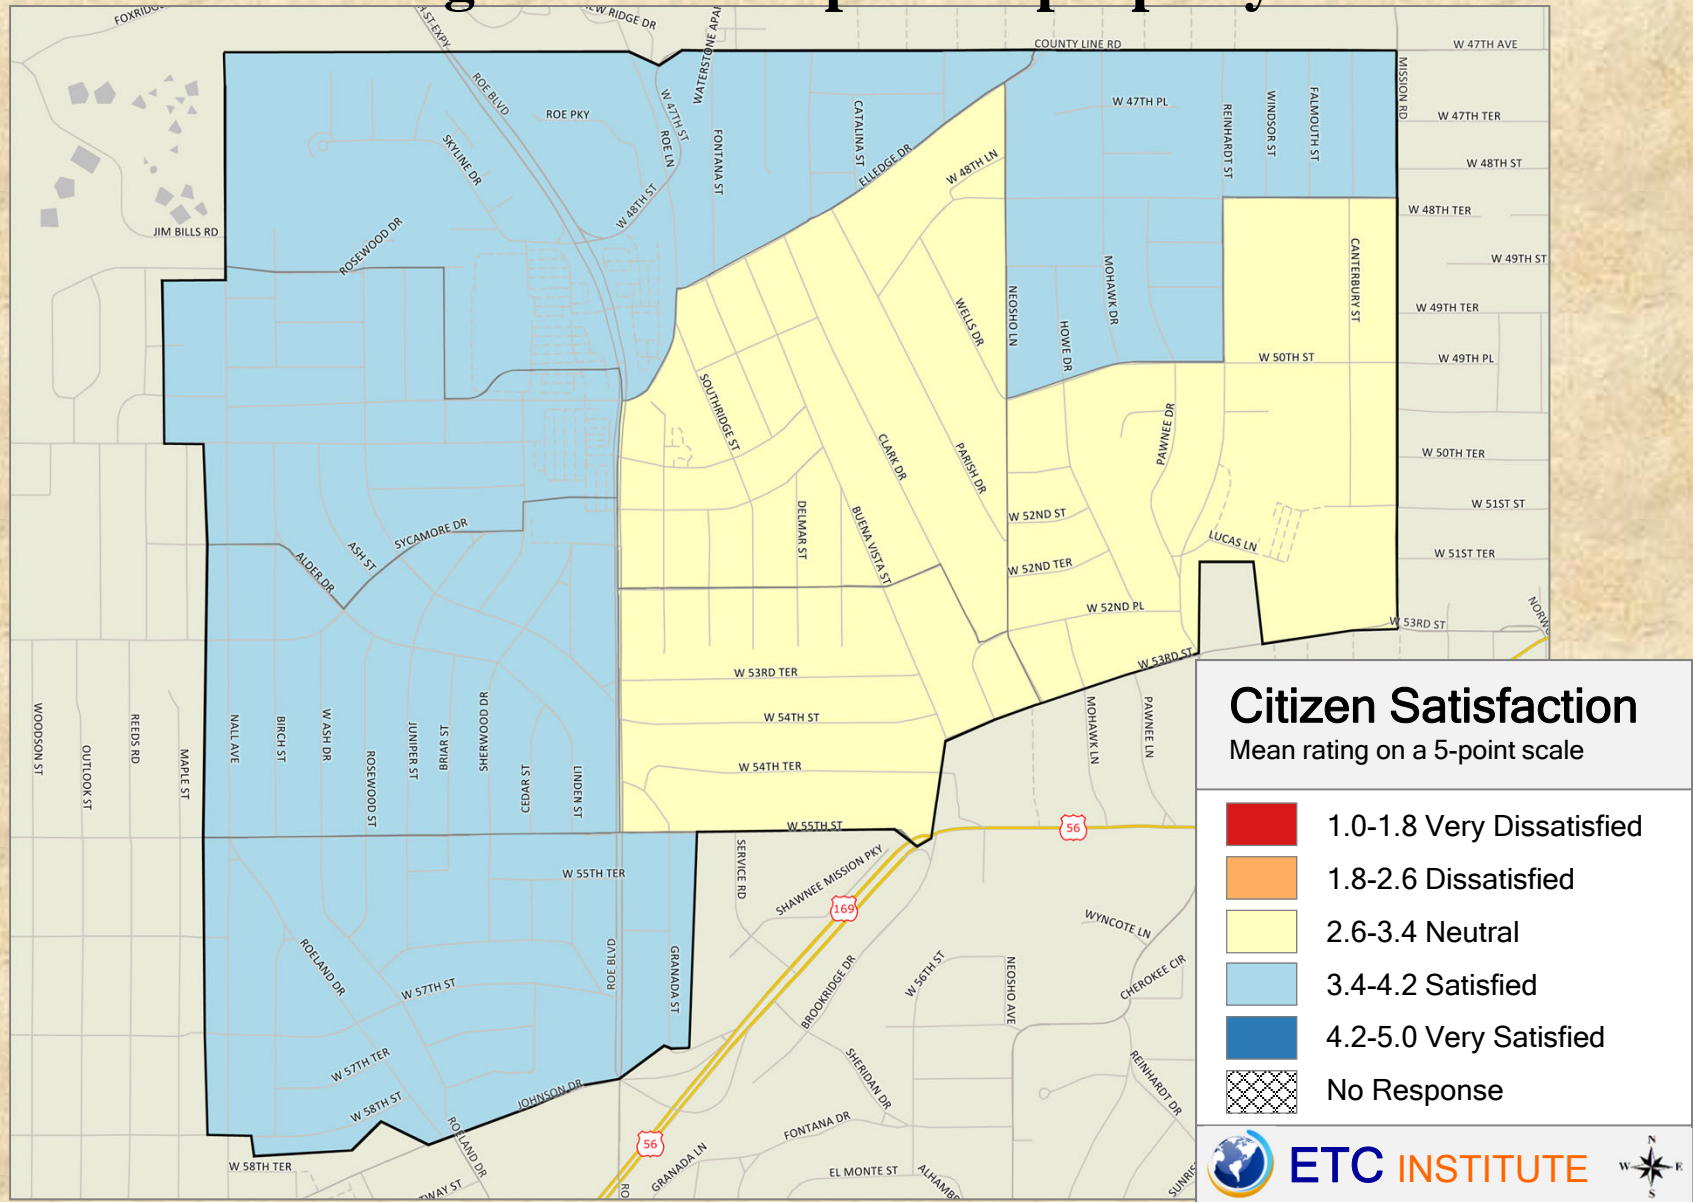 FOXRIDG
H ST-EXPY
EW RIDGE DR
WATERSTONE APAR
COUNTY LINE RD
W 47TH AVE
ROE BLVD
ROE PKY
W 47TH ST
ROE LN
FONTANA ST
CATALINA ST
ELLEDGE DR
W 47TH PL
REINHARDT ST
WINDSOR ST
FALMOUTH ST
MISSION RD
W 47TH TER
SKYLINE DR
W 48TH ST
W 48TH LN
W 48TH ST
W 48TH TER
JIM BILLS RD
ROSEWOOD DR
W 49TH ST
WELLS DR
NEOSHO LN
MOHAWK DR
HOWE DR
CANTERBURY ST
W 49TH TER
W 50TH ST
W 49TH PL
SOUTHRIDGE ST
CLARK DR
PARISH DR
PAWNEE DR
W 50TH TER
DELMAR ST
BUENA VISTA ST
W 52ND ST
W 51ST ST
SYCAMORE DR
ASH ST
ALDER DR
W 52ND TER
LUCAS LN
W 51ST TER
W 52ND PL
W 53RD ST
NORWO
W 53RD TER
W 53RD ST
WOODSON ST
OUTLOOK ST
REEDS RD
MAPLE ST
NALL AVE
BIRCH ST
W ASH DR
ROSEWOOD ST
JUNIPER ST
BRIAR ST
SHERWOOD DR
CEDAR ST
LINDEN ST
W 54TH ST
W 54TH TER
MOHAWK LN
PAWNEE LN
W 55TH ST
56
SERVICE RD
SHAWNEE MISSION PKY
W 55TH TER
169
ROELAND DR
ROE BLVD
GRANADA ST
W 57TH ST
BROOKRIDGE DR
W 56TH ST
NEOSHO AVE
WYNCOTE LN
CHEROKEE CIR
W 57TH TER
W 58TH ST
JOHNSON DR
ROELAND DR
SHERIDAN DR
REINHARDT DR
56
GRANADA LN
FONTANA DR
W 58TH TER
TWAY ST
RO
EL MONTE ST
ALHAMBR
SUNRIS
Citizen Satisfaction
Mean rating on a 5-point scale
1.0-1.8 Very Dissatisfied
1.8-2.6 Dissatisfied
2.6-3.4 Neutral
3.4-4.2 Satisfied
4.2-5.0 Very Satisfied
No Response
ETC INSTITUTE
N
W E
S